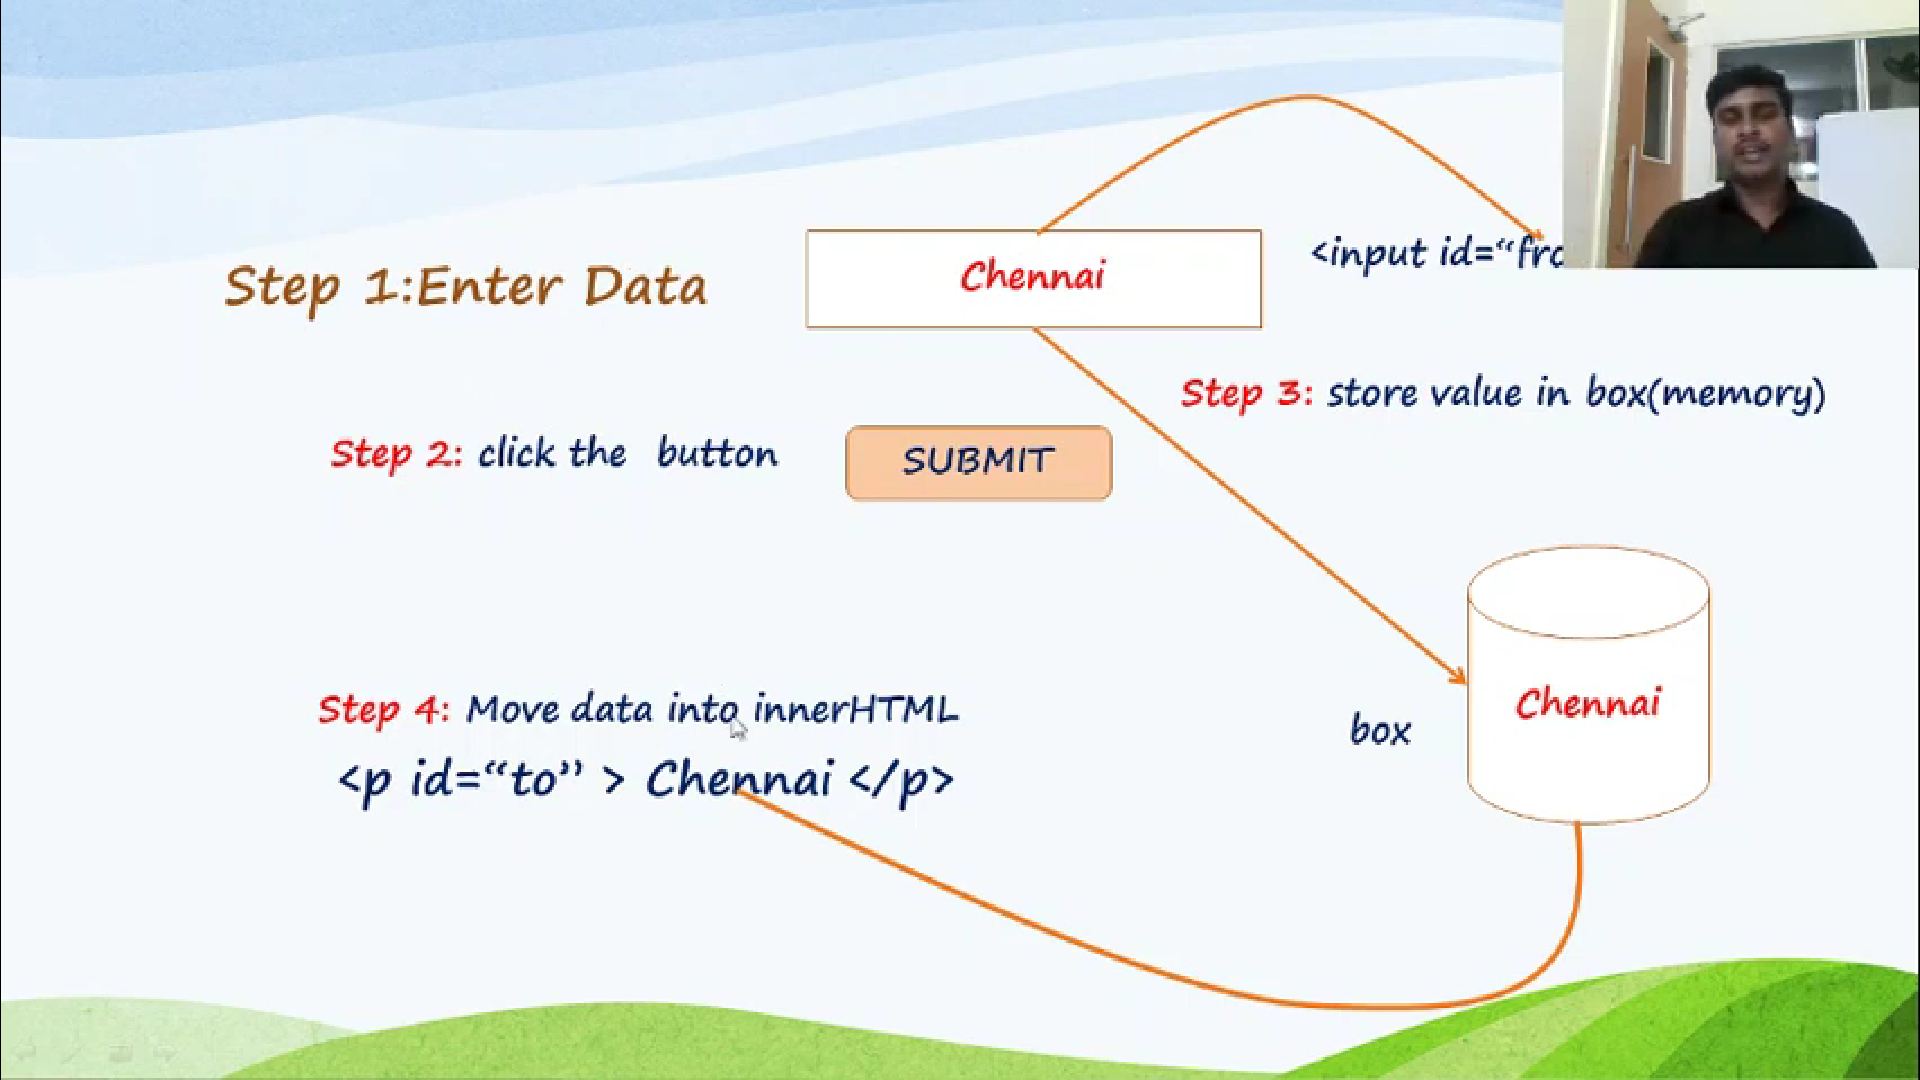 <input id=“fro
Step 1:Enter Data
Chennai
Step 3: store value in box(memory)
Step 2: click the button
SUBMIT
Step 4: Move data into innerHTML
<p id=“to” > Chennai </p>
box
Chennai